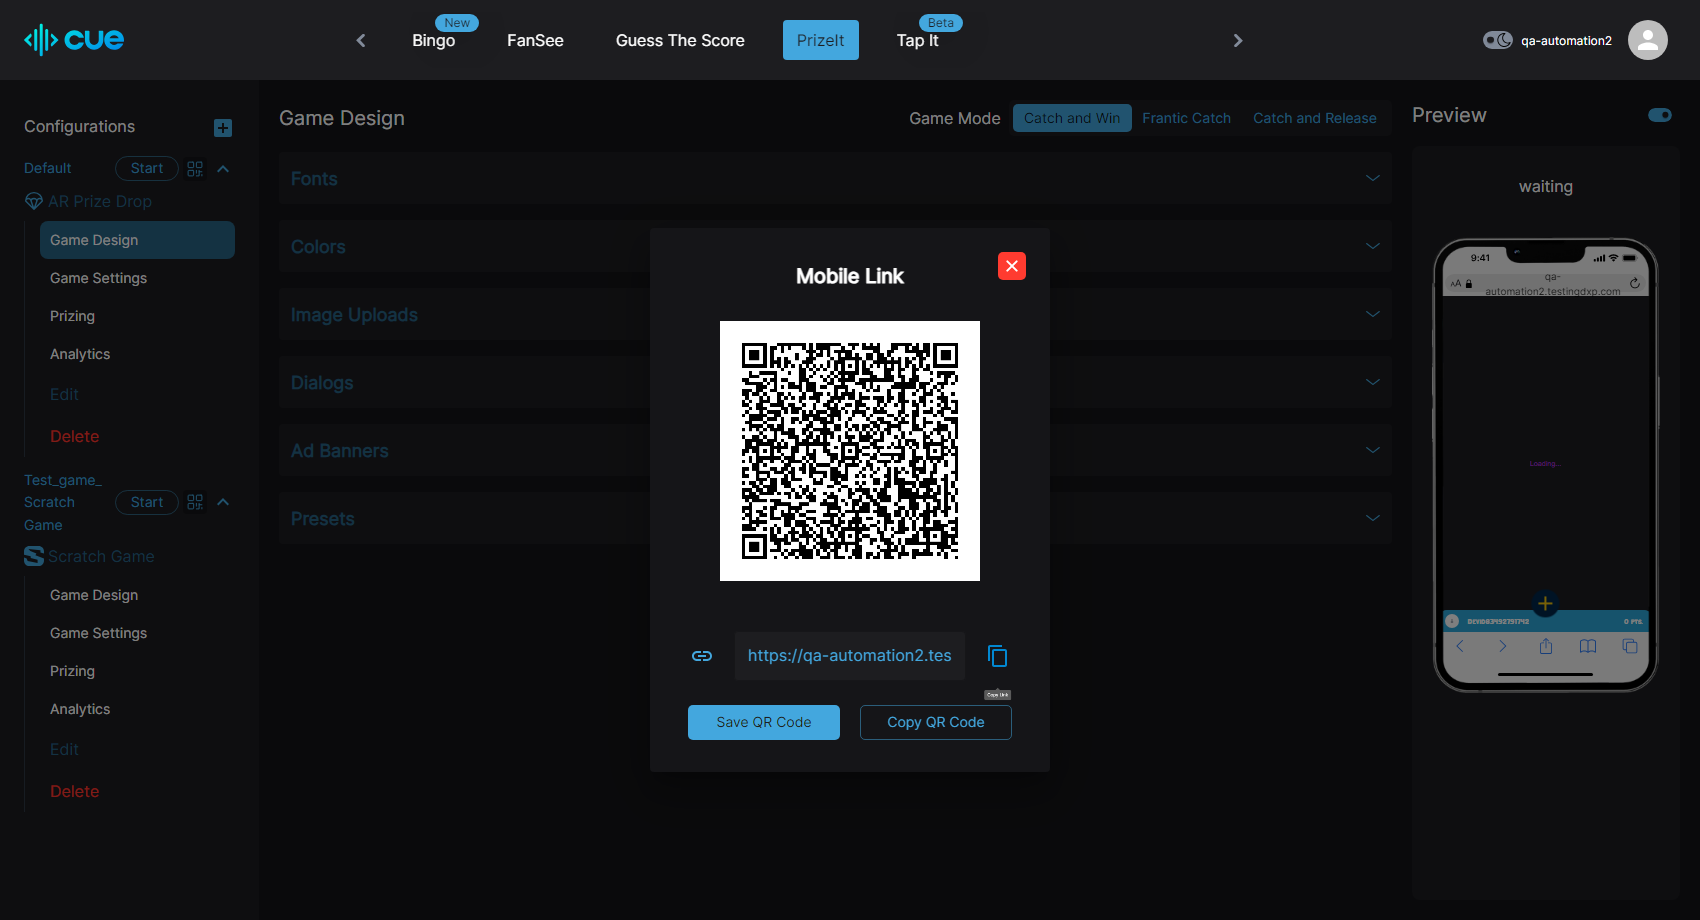 cue
New
Bingo
FanSee
Guess The Score
PrizeIt
Beta
Tap It
qa-automation2
Configurations
Default
Start
AR Prize Drop
Game Design
Game Settings
Prizing
Analytics
Edit
Delete
Test_game_
Scratch
Game
Start
Scratch Game
Game Design
Game Settings
Prizing
Analytics
Edit
Delete
Game Design
Game Mode
Catch and Win
Frantic Catch
Catch and Release
Fonts
Colors
Image Uploads
Dialogs
Ad Banners
Presets
Mobile Link
https://qa-automation2.tes
Copy Link
Save QR Code
Copy QR Code
Preview
waiting
9:41
AA
qa-
automation2.testingdxp.com
Loading...
0 PTS.